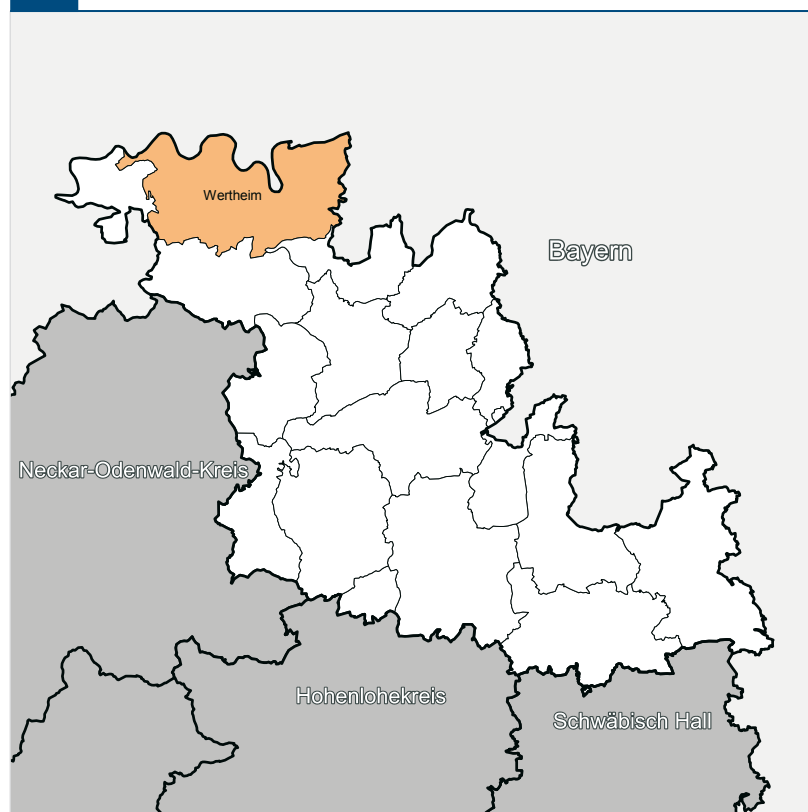 Wertheim
Bayern
Neckar-Odenwald-Kreis
Hohenlohekreis
Schwäbisch Hall